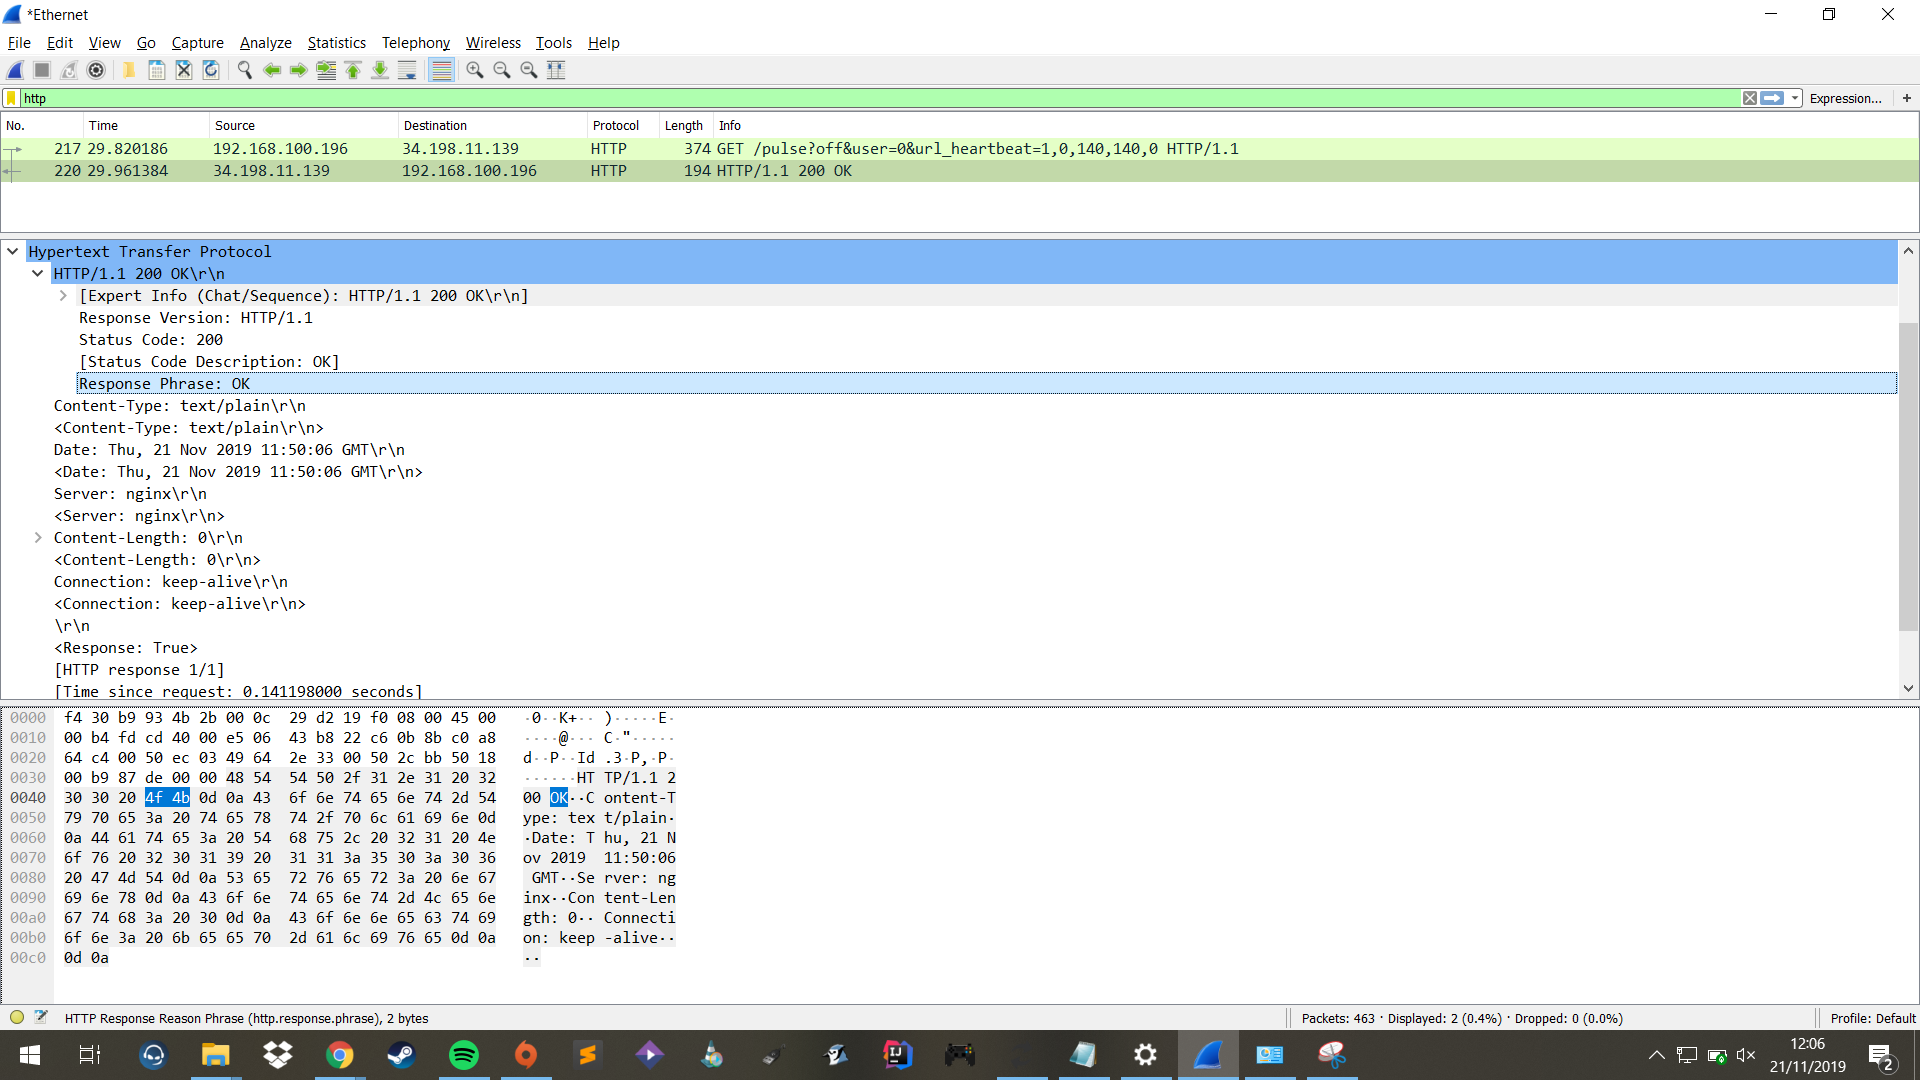 *Ethernet
File Edit View Go Capture Analyze Statistics Telephony Wireless Tools Help
http Expression... +
No. Time Source Destination Protocol Length Info
217 29.820186 192.168.100.196 34.198.11.139 HTTP 374 GET /pulse?off&user=0&url_heartbeat=1,0,140,140,0 HTTP/1.1
220 29.961384 34.198.11.139 192.168.100.196 HTTP 194 HTTP/1.1 200 OK
Hypertext Transfer Protocol
HTTP/1.1 200 OK\r\n
[Expert Info (Chat/Sequence): HTTP/1.1 200 OK\r\n]
Response Version: HTTP/1.1
Status Code: 200
[Status Code Description: OK]
Response Phrase: OK
Content-Type: text/plain\r\n
<Content-Type: text/plain\r\n>
Date: Thu, 21 Nov 2019 11:50:06 GMT\r\n
<Date: Thu, 21 Nov 2019 11:50:06 GMT\r\n>
Server: nginx\r\n
<Server: nginx\r\n>
Content-Length: 0\r\n
<Content-Length: 0\r\n>
Connection: keep-alive\r\n
<Connection: keep-alive\r\n>
\r\n
<Response: True>
[HTTP response 1/1]
[Time since request: 0.141198000 seconds]
0000 f4 30 b9 93 4b 2b 00 0c 29 d2 19 f0 08 00 45 00 ·0··K+·· )·····E·
0010 00 b4 fd cd 40 00 e5 06 43 b8 22 c6 0b 8b c0 a8 ····@··· C·"·····
0020 64 c4 00 50 ec 03 49 64 2e 33 00 50 2c bb 50 18 d··P··Id .3·P,·P·
0030 00 b9 87 de 00 00 48 54 54 50 2f 31 2e 31 20 32 ······HT TP/1.1 2
0040 30 30 20 4f 4b 0d 0a 43 6f 6e 74 65 6e 74 2d 54 00 OK··C ontent-T
0050 79 70 65 3a 20 74 65 78 74 2f 70 6c 61 69 6e 0d ype: tex t/plain·
0060 0a 44 61 74 65 3a 20 54 68 75 2c 20 32 31 20 4e ·Date: T hu, 21 N
0070 6f 76 20 32 30 31 39 20 31 31 3a 35 30 3a 30 36 ov 2019 11:50:06
0080 20 47 4d 54 0d 0a 53 65 72 76 65 72 3a 20 6e 67 GMT··Se rver: ng
0090 69 6e 78 0d 0a 43 6f 6e 74 65 6e 74 2d 4c 65 6e inx··Con tent-Len
00a0 67 74 68 3a 20 30 0d 0a 43 6f 6e 6e 65 63 74 69 gth: 0·· Connecti
00b0 6f 6e 3a 20 6b 65 65 70 2d 61 6c 69 76 65 0d 0a on: keep -alive··
00c0 0d 0a ··
HTTP Response Reason Phrase (http.response.phrase), 2 bytes Packets: 463 · Displayed: 2 (0.4%) · Dropped: 0 (0.0%) Profile: Default
12:06
21/11/2019
2